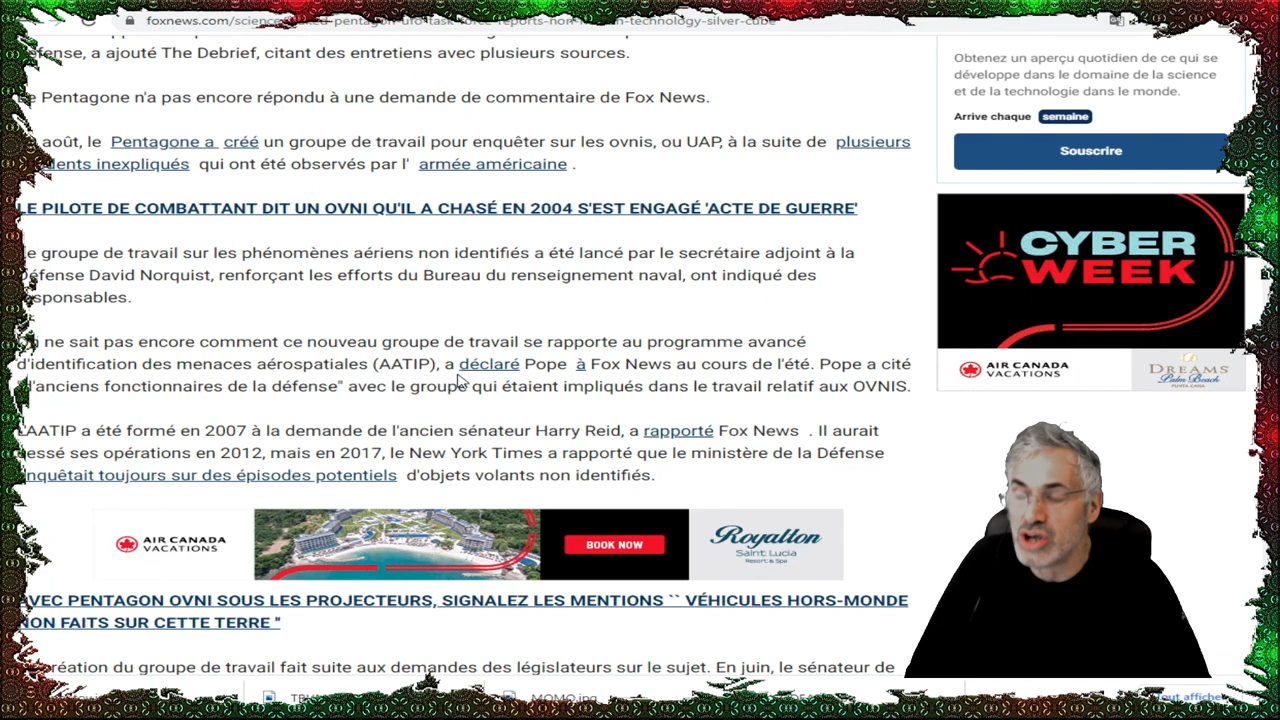 foxnews.com/science
pentagon-ufo-task-force-reports-non
technology-silver-cube
a ajouté The Debrief, citant des entretiens avec plusieurs sources.
Pentagone n'a pas encore répondu à une demande de commentaire de Fox News.
août, le Pentagone a créé un groupe de travail pour enquêter sur les ovnis, ou UAP, à la suite de plusieurs
inexpliqués qui ont été observés par l' armée américaine .
LE PILOTE DE COMBATTANT DIT UN OVNI QU'IL A CHASÉ EN 2004 S'EST ENGAGÉ 'ACTE DE GUERRE'
groupe de travail sur les phénomènes aériens non identifiés a été lancé par le secrétaire adjoint à la
Défense David Norquist, renforçant les efforts du Bureau du renseignement naval, ont indiqué des
responsables.
ne sait pas encore comment ce nouveau groupe de travail se rapporte au programme avancé
d'identification des menaces aérospatiales (AATIP), a déclaré Pope à Fox News au cours de l'été. Pope a cité
d'anciens fonctionnaires de la défense" avec le groupe qui étaient impliqués dans le travail relatif aux OVNIS.
L'AATIP a été formé en 2007 à la demande de l'ancien sénateur Harry Reid, a rapporté Fox News . Il aurait
cessé ses opérations en 2012, mais en 2017, le New York Times a rapporté que le ministère de la Défense
enquêtait toujours sur des épisodes potentiels d'objets volants non identifiés.
AIR CANADA
VACATIONS
BOOK NOW
Royalton
Saint Lucia
Resort & Spa
AVEC PENTAGON OVNI SOUS LES PROJECTEURS, SIGNALEZ LES MENTIONS `` VÉHICULES HORS-MONDE
NON FAITS SUR CETTE TERRE ''
création du groupe de travail fait suite aux demandes des législateurs sur le sujet. En juin, le sénateur de
Obtenez un aperçu quotidien de ce qui se
développe dans le domaine de la science
et de la technologie dans le monde.
Arrive chaque semaine
Souscrire
CYBER
WEEK
AIR CANADA
VACATIONS
DREAMS
Palm Beach
PUNTA CANA
MOMO.jpg
Tout affiche